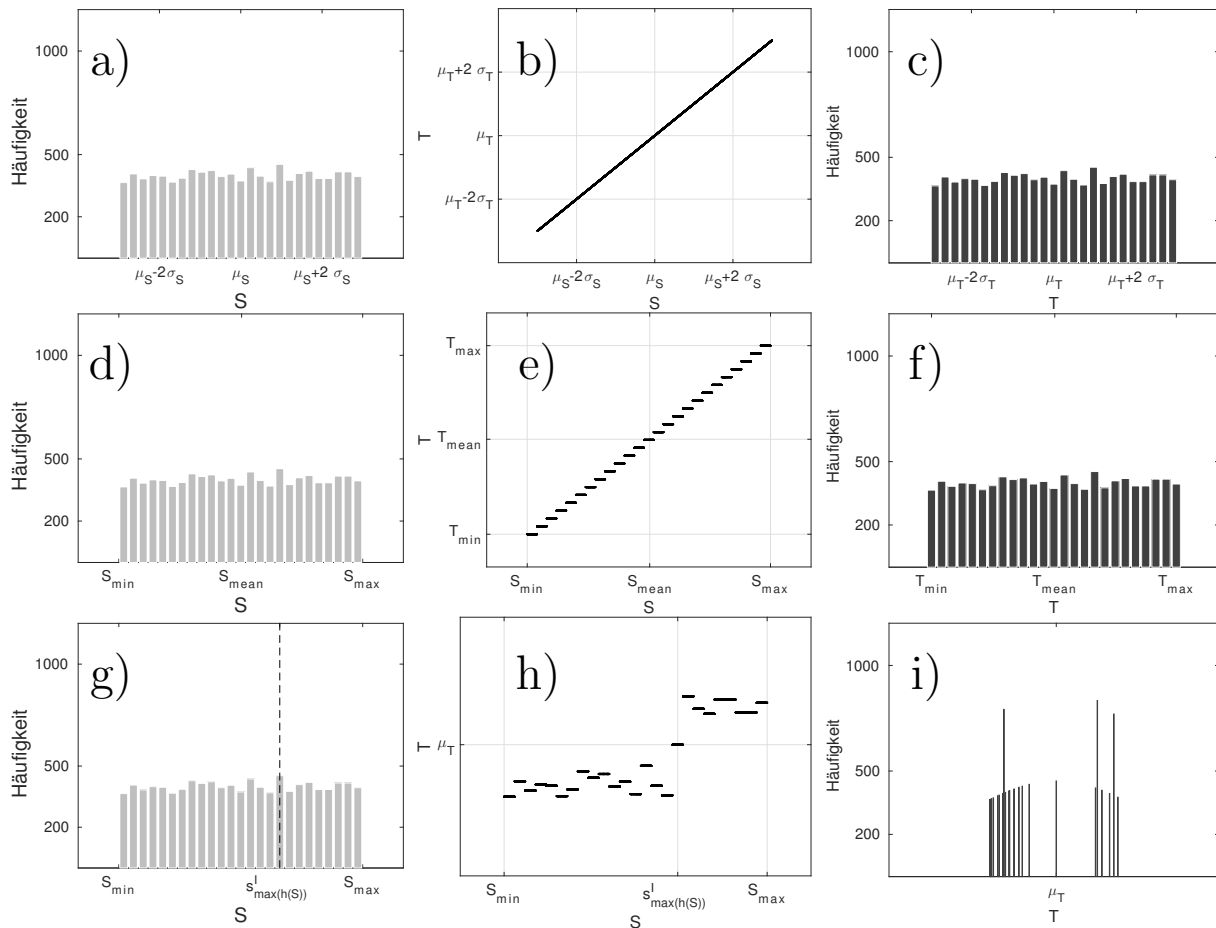 a)
1000
500
200
Häufigkeit
μS-2σS μS μS+2 σS
S
b)
μT+2 σT
μT
μT-2σT
T
μS-2σS μS μS+2 σS
S
c)
1000
500
200
Häufigkeit
μT-2σT μT μT+2 σT
T
d)
1000
500
200
Häufigkeit
Smin Smean Smax
S
e)
Tmax
Tmean
Tmin
T
Smin Smean Smax
S
f)
1000
500
200
Häufigkeit
Tmin Tmean Tmax
T
g)
1000
500
200
Häufigkeit
Smin sImax(h(S)) Smax
S
h)
μT
T
Smin sImax(h(S)) Smax
S
i)
1000
500
200
Häufigkeit
μT
T